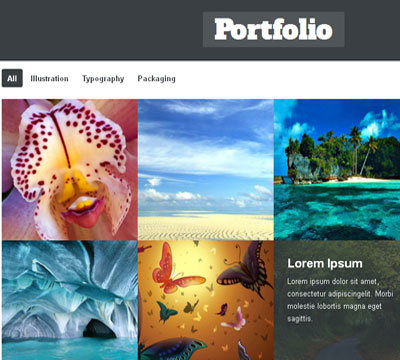 Portfolio
All Illustration Typography Packaging
Lorem Ipsum
Lorem ipsum dolor sit amet,
consectetur adipiscingelit. Morbi
molestie lobortis magna eget
sagittis.